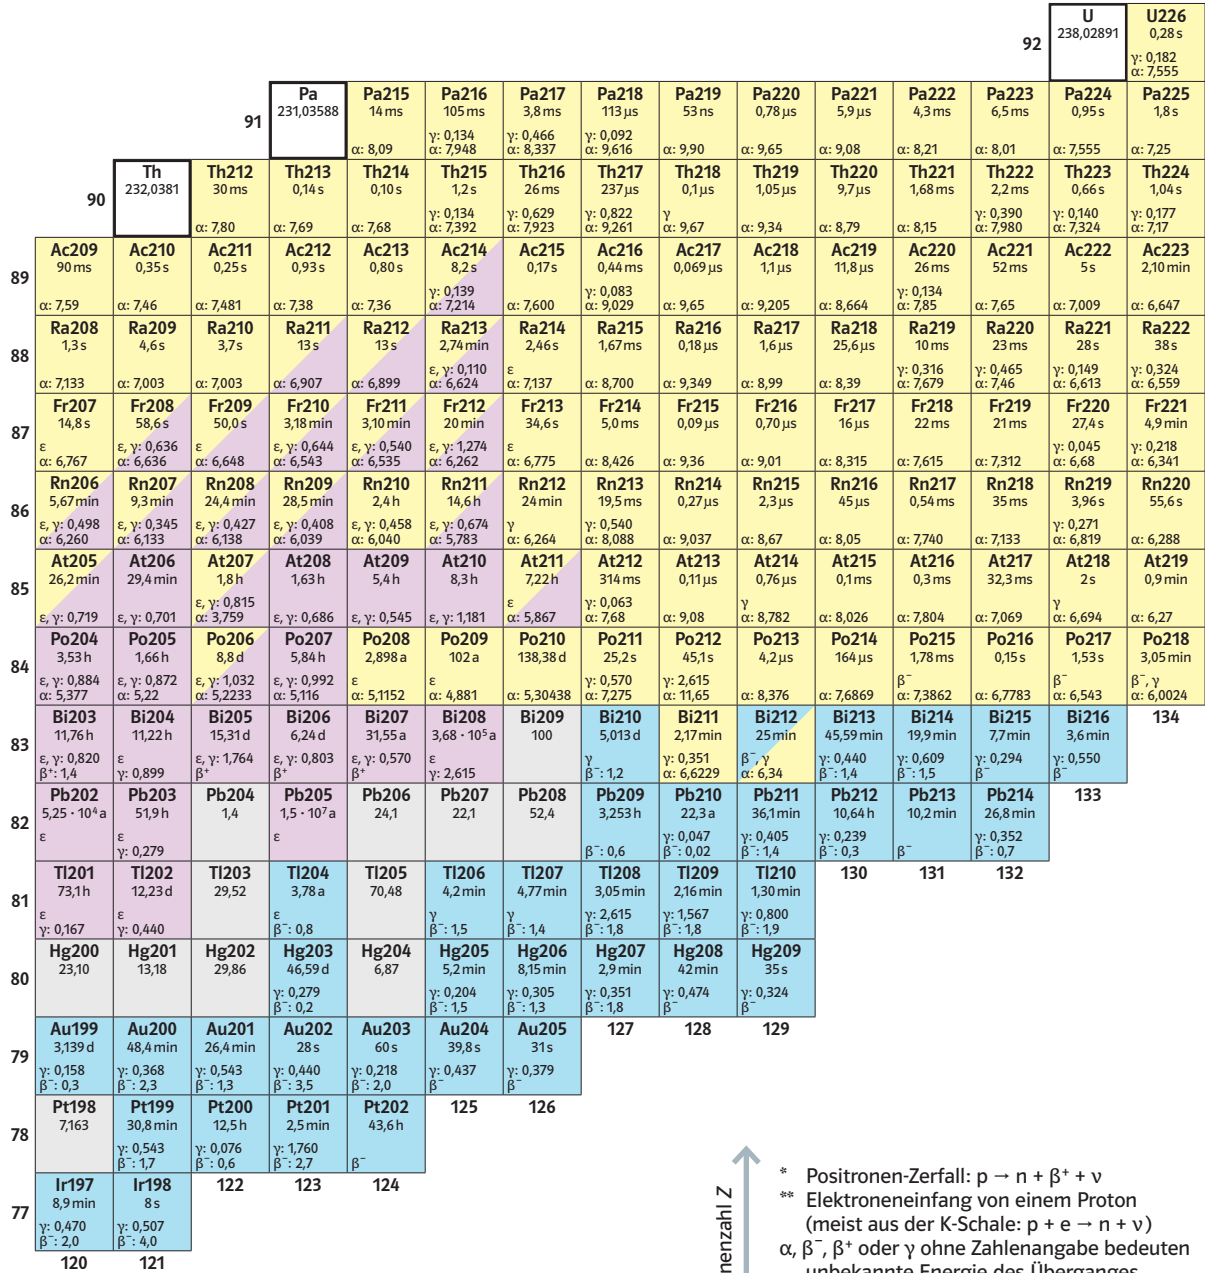 U U226
238,02891 0,28 s
92
γ: 0,182
α: 7,555
Pa Pa215 Pa216 Pa217 Pa218 Pa219 Pa220 Pa221 Pa222 Pa223 Pa224 Pa225
231,03588 14 ms 105 ms 3,8 ms 113 µs 53 ns 0,78 µs 5,9 µs 4,3 ms 6,5 ms 0,95 s 1,8 s
91
γ: 0,134 γ: 0,466 γ: 0,092
α: 8,09 α: 7,948 α: 8,337 α: 9,616 α: 9,90 α: 9,65 α: 9,08 α: 8,21 α: 8,01 α: 7,555 α: 7,25
Th Th212 Th213 Th214 Th215 Th216 Th217 Th218 Th219 Th220 Th221 Th222 Th223 Th224
232,0381 30 ms 0,14 s 0,10 s 1,2 s 26 ms 237 µs 0,1 µs 1,05 µs 9,7 µs 1,68 ms 2,2 ms 0,66 s 1,04 s
90
γ: 0,134 γ: 0,629 γ: 0,822 γ γ: 0,390 γ: 0,140 γ: 0,177
α: 7,80 α: 7,69 α: 7,68 α: 7,392 α: 7,923 α: 9,261 α: 9,67 α: 9,34 α: 8,79 α: 8,15 α: 7,980 α: 7,324 α: 7,17
Ac209 Ac210 Ac211 Ac212 Ac213 Ac214 Ac215 Ac216 Ac217 Ac218 Ac219 Ac220 Ac221 Ac222 Ac223
90 ms 0,35 s 0,25 s 0,93 s 0,80 s 8,2 s 0,17 s 0,44 ms 0,069 µs 1,1 µs 11,8 µs 26 ms 52 ms 5 s 2,10 min
89
γ: 0,139 γ: 0,083 γ: 0,134
α: 7,59 α: 7,46 α: 7,481 α: 7,38 α: 7,36 α: 7,214 α: 7,600 α: 9,029 α: 9,65 α: 9,205 α: 8,664 α: 7,85 α: 7,65 α: 7,009 α: 6,647
Ra208 Ra209 Ra210 Ra211 Ra212 Ra213 Ra214 Ra215 Ra216 Ra217 Ra218 Ra219 Ra220 Ra221 Ra222
1,3 s 4,6 s 3,7 s 13 s 13 s 2,74 min 2,46 s 1,67 ms 0,18 µs 1,6 µs 25,6 µs 10 ms 23 ms 28 s 38 s
88
ε, γ: 0,110 ε γ: 0,316 γ: 0,465 γ: 0,149 γ: 0,324
α: 7,133 α: 7,003 α: 7,003 α: 6,907 α: 6,899 α: 6,624 α: 7,137 α: 8,700 α: 9,349 α: 8,99 α: 8,39 α: 7,679 α: 7,46 α: 6,613 α: 6,559
Fr207 Fr208 Fr209 Fr210 Fr211 Fr212 Fr213 Fr214 Fr215 Fr216 Fr217 Fr218 Fr219 Fr220 Fr221
14,8 s 58,6 s 50,0 s 3,18 min 3,10 min 20 min 34,6 s 5,0 ms 0,09 µs 0,70 µs 16 µs 22 ms 21 ms 27,4 s 4,9 min
87
ε ε, γ: 0,636 ε ε, γ: 0,644 ε, γ: 0,540 ε, γ: 1,274 ε γ: 0,045 γ: 0,218
α: 6,767 α: 6,636 α: 6,648 α: 6,543 α: 6,535 α: 6,262 α: 6,775 α: 8,426 α: 9,36 α: 9,01 α: 8,315 α: 7,615 α: 7,312 α: 6,68 α: 6,341
Rn206 Rn207 Rn208 Rn209 Rn210 Rn211 Rn212 Rn213 Rn214 Rn215 Rn216 Rn217 Rn218 Rn219 Rn220
5,67 min 9,3 min 24,4 min 28,5 min 2,4 h 14,6 h 24 min 19,5 ms 0,27 µs 2,3 µs 45 µs 0,54 ms 35 ms 3,96 s 55,6 s
86
ε, γ: 0,498 ε, γ: 0,345 ε, γ: 0,427 ε, γ: 0,408 ε, γ: 0,458 ε, γ: 0,674 γ γ: 0,540 γ: 0,271
α: 6,260 α: 6,133 α: 6,138 α: 6,039 α: 6,040 α: 5,783 α: 6,264 α: 8,088 α: 9,037 α: 8,67 α: 8,05 α: 7,740 α: 7,133 α: 6,819 α: 6,288
At205 At206 At207 At208 At209 At210 At211 At212 At213 At214 At215 At216 At217 At218 At219
26,2 min 29,4 min 1,8 h 1,63 h 5,4 h 8,3 h 7,22 h 314 ms 0,11 µs 0,76 µs 0,1 ms 0,3 ms 32,3 ms 2 s 0,9 min
85
ε, γ: 0,815 ε γ: 0,063 γ γ
ε, γ: 0,719 ε, γ: 0,701 α: 3,759 ε, γ: 0,686 ε, γ: 0,545 ε, γ: 1,181 α: 5,867 α: 7,68 α: 9,08 α: 8,782 α: 8,026 α: 7,804 α: 7,069 α: 6,694 α: 6,27
Po204 Po205 Po206 Po207 Po208 Po209 Po210 Po211 Po212 Po213 Po214 Po215 Po216 Po217 Po218
3,53 h 1,66 h 8,8 d 5,84 h 2,898 a 102 a 138,38 d 25,2 s 45,1 s 4,2 µs 164 µs 1,78 ms 0,15 s 1,53 s 3,05 min
84
ε, γ: 0,884 ε, γ: 0,872 ε, γ: 1,032 ε, γ: 0,992 ε ε γ: 0,570 γ: 2,615 β⁻ β⁻ β⁻, γ
α: 5,377 α: 5,22 α: 5,2233 α: 5,116 α: 5,1152 α: 4,881 α: 5,30438 α: 7,275 α: 11,65 α: 8,376 α: 7,6869 α: 7,3862 α: 6,7783 α: 6,543 α: 6,0024
Bi203 Bi204 Bi205 Bi206 Bi207 Bi208 Bi209 Bi210 Bi211 Bi212 Bi213 Bi214 Bi215 Bi216 134
11,76 h 11,22 h 15,31 d 6,24 d 31,55 a 3,68 · 10⁵ a 100 5,013 d 2,17 min 25 min 45,59 min 19,9 min 7,7 min 3,6 min
83
ε, γ: 0,820 ε ε, γ: 1,764 ε, γ: 0,803 ε, γ: 0,570 ε γ γ: 0,351 β⁻, γ γ: 0,440 γ: 0,609 γ: 0,294 γ: 0,550
β⁺: 1,4 γ: 0,899 β⁺ β⁺ β⁺ γ: 2,615 β⁻: 1,2 α: 6,6229 α: 6,34 β⁻: 1,4 β⁻: 1,5 β⁻ β⁻
Pb202 Pb203 Pb204 Pb205 Pb206 Pb207 Pb208 Pb209 Pb210 Pb211 Pb212 Pb213 Pb214 133
5,25 · 10⁴ a 51,9 h 1,4 1,5 · 10⁷ a 24,1 22,1 52,4 3,253 h 22,3 a 36,1 min 10,64 h 10,2 min 26,8 min
82
ε ε ε γ: 0,047 γ: 0,405 γ: 0,239 γ: 0,352
γ: 0,279 β⁻: 0,6 β⁻: 0,02 β⁻: 1,4 β⁻: 0,3 β⁻ β⁻: 0,7
Tl201 Tl202 Tl203 Tl204 Tl205 Tl206 Tl207 Tl208 Tl209 Tl210 130 131 132
73,1 h 12,23 d 29,52 3,78 a 70,48 4,2 min 4,77 min 3,05 min 2,16 min 1,30 min
81
ε ε ε γ γ γ: 2,615 γ: 1,567 γ: 0,800
γ: 0,167 γ: 0,440 β⁻: 0,8 β⁻: 1,5 β⁻: 1,4 β⁻: 1,8 β⁻: 1,8 β⁻: 1,9
Hg200 Hg201 Hg202 Hg203 Hg204 Hg205 Hg206 Hg207 Hg208 Hg209
23,10 13,18 29,86 46,59 d 6,87 5,2 min 8,15 min 2,9 min 42 min 35 s
80
γ: 0,279 γ: 0,204 γ: 0,305 γ: 0,351 γ: 0,474 γ: 0,324
β⁻: 0,2 β⁻: 1,5 β⁻: 1,3 β⁻: 1,8 β⁻ β⁻
Au199 Au200 Au201 Au202 Au203 Au204 Au205 127 128 129
3,139 d 48,4 min 26,4 min 28 s 60 s 39,8 s 31 s
79
γ: 0,158 γ: 0,368 γ: 0,543 γ: 0,440 γ: 0,218 γ: 0,437 γ: 0,379
β⁻: 0,3 β⁻: 2,3 β⁻: 1,3 β⁻: 3,5 β⁻: 2,0 β⁻ β⁻
Pt198 Pt199 Pt200 Pt201 Pt202 125 126
7,163 30,8 min 12,5 h 2,5 min 43,6 h
78
γ: 0,543 γ: 0,076 γ: 1,760
β⁻: 1,7 β⁻: 0,6 β⁻: 2,7 β⁻
Ir197 Ir198 122 123 124
8,9 min 8 s
77
γ: 0,470 γ: 0,507
β⁻: 2,0 β⁻: 4,0
120 121
nenzahl Z
* Positronen-Zerfall: p → n + β⁺ + ν
** Elektroneneinfang von einem Proton
(meist aus der K-Schale: p + e → n + ν)
α, β⁻, β⁺ oder γ ohne Zahlenangabe bedeuten
unbekannte Energie des Überganges